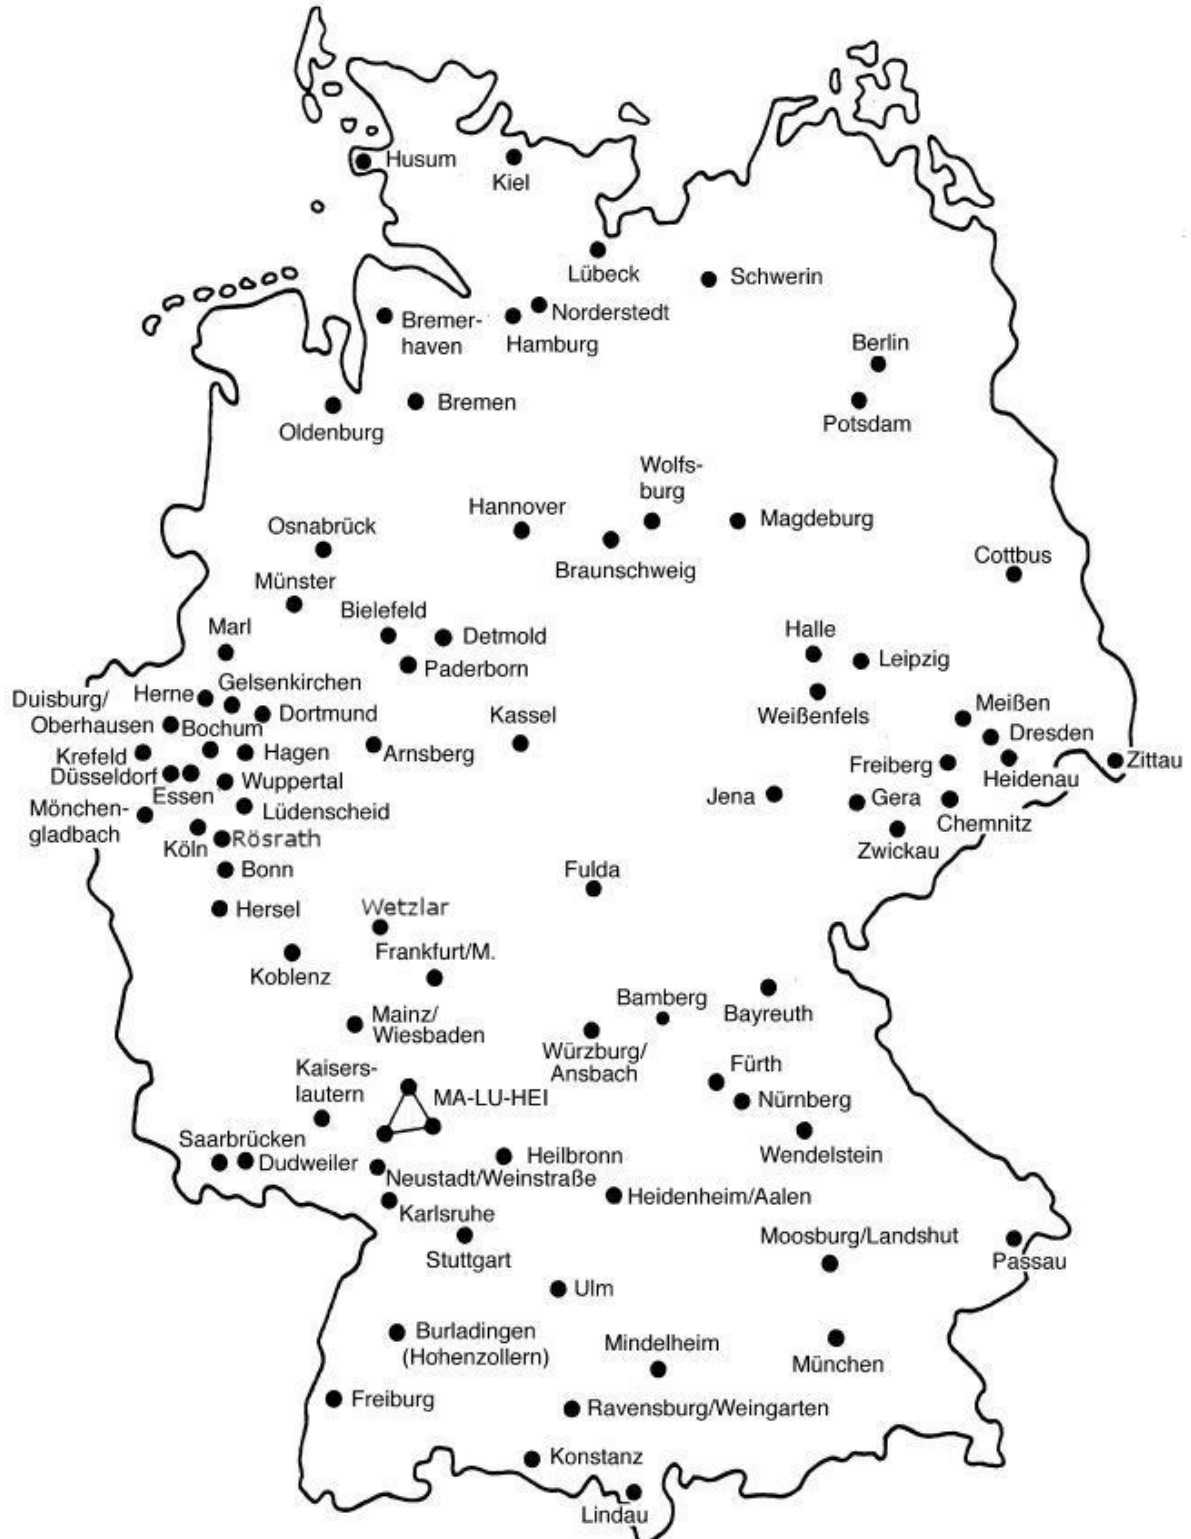 Husum
Kiel
Lübeck
Schwerin
Norderstedt
Bremer-
haven
Hamburg
Berlin
Bremen
Potsdam
Oldenburg
Wolfs-
burg
Hannover
Magdeburg
Osnabrück
Cottbus
Braunschweig
Münster
Bielefeld
Marl
Halle
Detmold
Leipzig
Paderborn
Gelsenkirchen
Herne
Duisburg/
Oberhausen
Dortmund
Kassel
Weißenfels
Meißen
Bochum
Dresden
Krefeld
Hagen
Arnsberg
Zittau
Freiberg
Heidenau
Düsseldorf
Wuppertal
Essen
Jena
Gera
Mönchen-
gladbach
Lüdenscheid
Chemnitz
Köln
Rösrath
Zwickau
Bonn
Fulda
Hersel
Wetzlar
Frankfurt/M.
Koblenz
Bamberg
Mainz/
Wiesbaden
Bayreuth
Würzburg/
Ansbach
Kaisers-
lautern
Fürth
MA-LU-HEI
Nürnberg
Saarbrücken
Dudweiler
Heilbronn
Wendelstein
Neustadt/Weinstraße
Heidenheim/Aalen
Karlsruhe
Moosburg/Landshut
Stuttgart
Passau
Ulm
Burladingen
(Hohenzollern)
Mindelheim
München
Freiburg
Ravensburg/Weingarten
Konstanz
Lindau